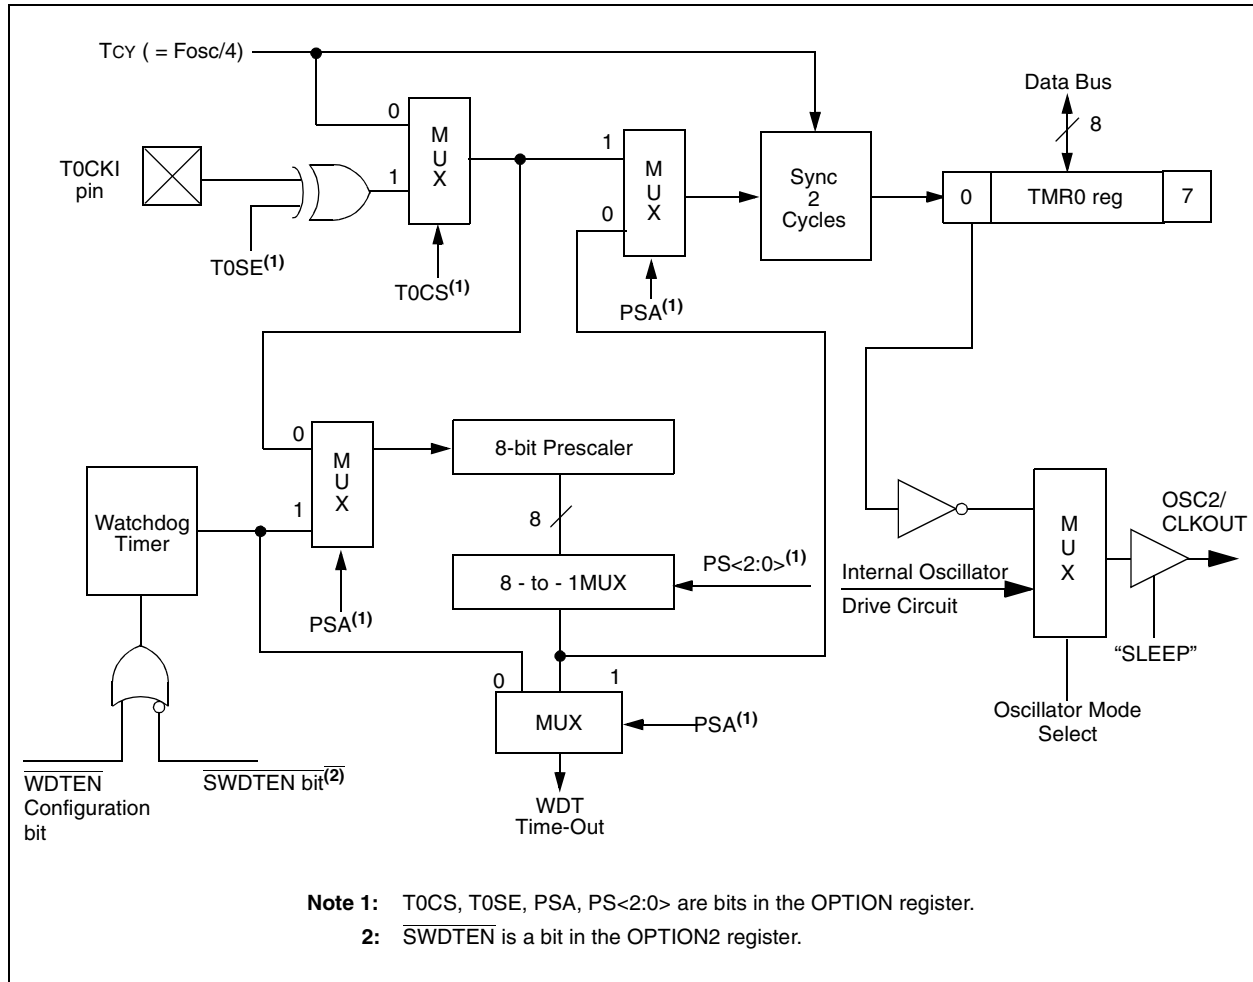 TCY ( = Fosc/4)
Data Bus
8
0
M
U
X
1
T0CKI
pin
T0SE(1)
T0CS(1)
1
M
U
X
0
PSA(1)
Sync
2
Cycles
0
TMR0 reg
7
0
M
U
X
1
PSA(1)
8-bit Prescaler
8
8 - to - 1MUX
PS<2:0>(1)
Watchdog
Timer
WDTEN
Configuration
bit
SWDTEN bit(2)
0
1
MUX
PSA(1)
WDT
Time-Out
M
U
X
OSC2/
CLKOUT
Internal Oscillator
Drive Circuit
“SLEEP”
Oscillator Mode
Select
Note 1: T0CS, T0SE, PSA, PS<2:0> are bits in the OPTION register.
2: SWDTEN is a bit in the OPTION2 register.